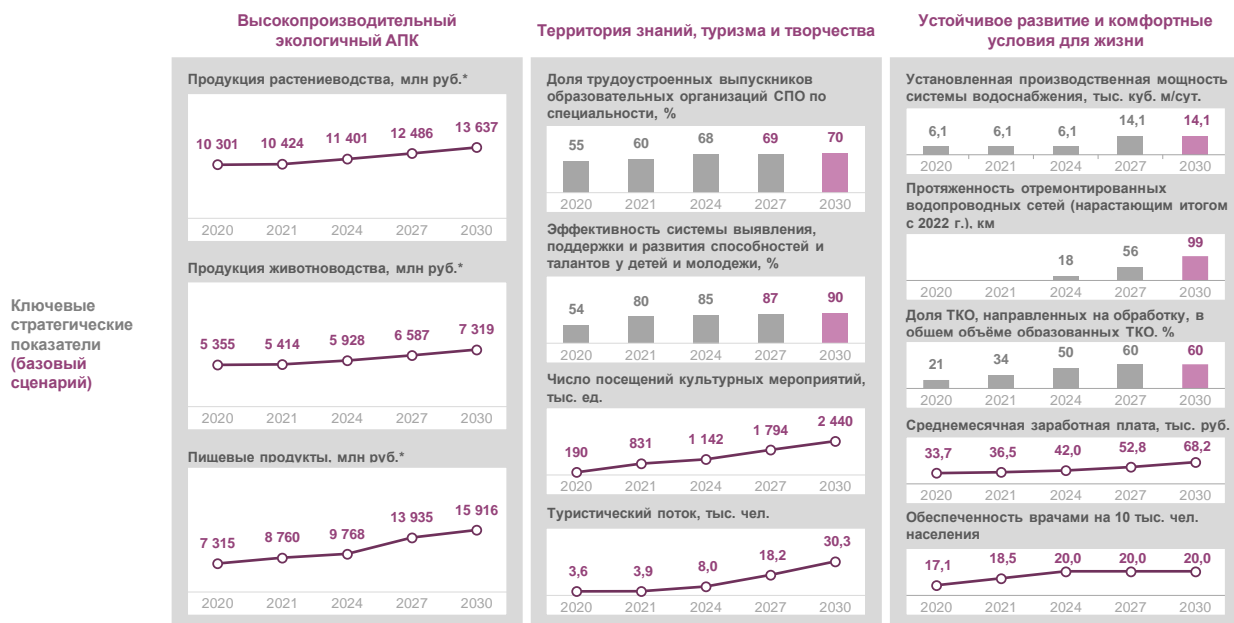 Ключевые
стратегические
показатели
(базовый
сценарий)
Высокопроизводительный
экологичный АПК
Продукция растениеводства, млн руб.*
10 301 10 424 11 401 12 486 13 637
2020 2021 2024 2027 2030
Продукция животноводства, млн руб.*
5 355 5 414 5 928 6 587 7 319
2020 2021 2024 2027 2030
Пищевые продукты, млн руб.*
7 315 8 760 9 768 13 935 15 916
2020 2021 2024 2027 2030
Территория знаний, туризма и творчества
Доля трудоустроенных выпускников
образовательных организаций СПО по
специальности, %
55 60 68 69 70
2020 2021 2024 2027 2030
Эффективность системы выявления,
поддержки и развития способностей и
талантов у детей и молодежи, %
54 80 85 87 90
2020 2021 2024 2027 2030
Число посещений культурных мероприятий,
тыс. ед.
190 831 1 142 1 794 2 440
2020 2021 2024 2027 2030
Туристический поток, тыс. чел.
3,6 3,9 8,0 18,2 30,3
2020 2021 2024 2027 2030
Устойчивое развитие и комфортные
условия для жизни
Установленная производственная мощность
системы водоснабжения, тыс. куб. м/сут.
6,1 6,1 6,1 14,1 14,1
2020 2021 2024 2027 2030
Протяженность отремонтированных
водопроводных сетей (нарастающим итогом
с 2022 г.), км
18 56 99
2020 2021 2024 2027 2030
Доля ТКО, направленных на обработку, в
общем объёме образованных ТКО, %
21 34 50 60 60
2020 2021 2024 2027 2030
Среднемесячная заработная плата, тыс. руб.
33,7 36,5 42,0 52,8 68,2
2020 2021 2024 2027 2030
Обеспеченность врачами на 10 тыс. чел.
населения
17,1 18,5 20,0 20,0 20,0
2020 2021 2024 2027 2030